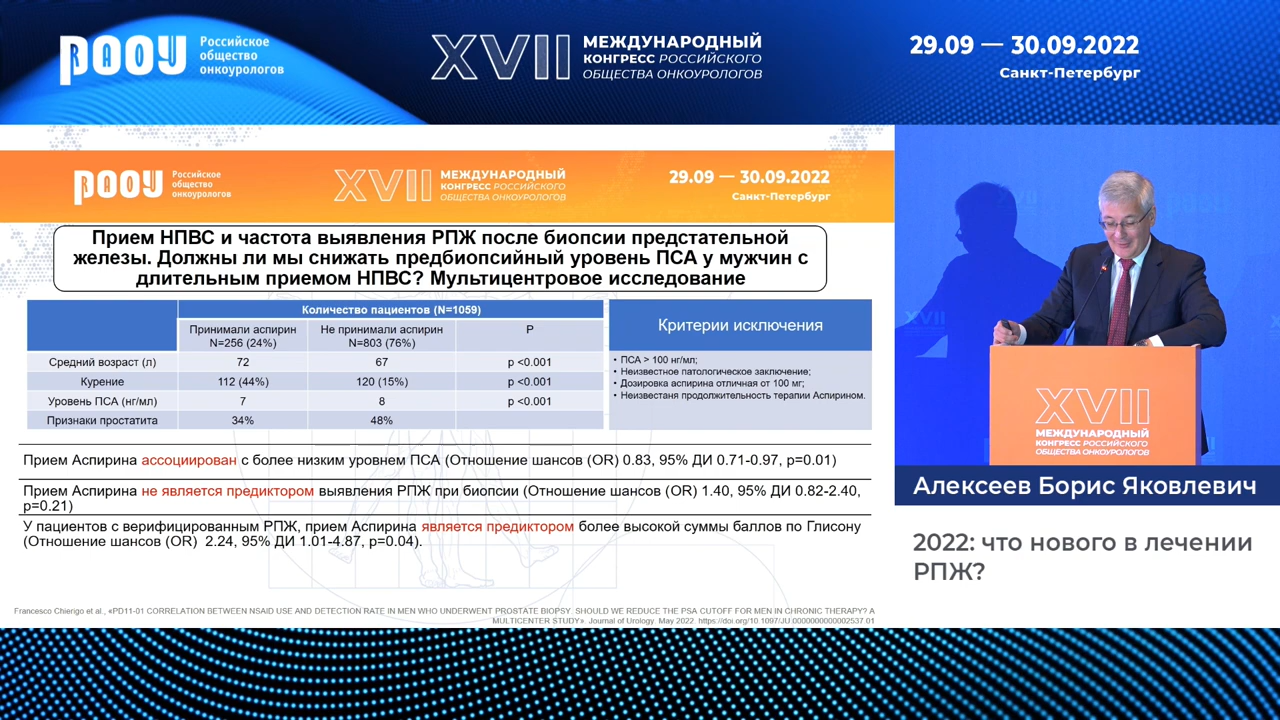 РООУ
Российское
общество
онкоурологов
XVII
МЕЖДУНАРОДНЫЙ
КОНГРЕСС РОССИЙСКОГО
ОБЩЕСТВА ОНКОУРОЛОГОВ
29.09 — 30.09.2022
Санкт-Петербург
РООУ
Российское
общество
онкоурологов
XVII
МЕЖДУНАРОДНЫЙ
КОНГРЕСС РОССИЙСКОГО
ОБЩЕСТВА ОНКОУРОЛОГОВ
29.09 — 30.09.2022
Санкт-Петербург
Прием НПВС и частота выявления РПЖ после биопсии предстательной
железы. Должны ли мы снижать предбиопсийный уровень ПСА у мужчин с
длительным приемом НПВС? Мультицентровое исследование
Количество пациентов (N=1059)
Принимали аспирин
N=256 (24%)
Не принимали аспирин
N=803 (76%)
P
Средний возраст (л) 72 67 p <0.001
Курение 112 (44%) 120 (15%) p <0.001
Уровень ПСА (нг/мл) 7 8 p <0.001
Признаки простатита 34% 48%
Критерии исключения
• ПСА > 100 нг/мл;
• Неизвестное патологическое заключение;
• Дозировка аспирина отличная от 100 мг;
• Неизвестаня продолжительность терапии Аспирином.
Прием Аспирина ассоциирован с более низким уровнем ПСА (Отношение шансов (OR) 0.83, 95% ДИ 0.71-0.97, p=0.01)
Прием Аспирина не является предиктором выявления РПЖ при биопсии (Отношение шансов (OR) 1.40, 95% ДИ 0.82-2.40,
p=0.21)
У пациентов с верифицированным РПЖ, прием Аспирина является предиктором более высокой суммы баллов по Глисону
(Отношение шансов (OR) 2.24, 95% ДИ 1.01-4.87, p=0.04).
Francesco Chierigo et al., «PD11-01 CORRELATION BETWEEN NSAID USE AND DETECTION RATE IN MEN WHO UNDERWENT PROSTATE BIOPSY: SHOULD WE REDUCE THE PSA CUTOFF FOR MEN IN CHRONIC THERAPY? A
MULTICENTER STUDY». Journal of Urology. May 2022. https://doi.org/10.1097/JU.0000000000002537.01
XVII
МЕЖДУНАРОДНЫЙ
КОНГРЕСС РОССИЙСКОГО
ОБЩЕСТВА ОНКОУРОЛОГОВ
Алексеев Борис Яковлевич
2022: что нового в лечении
РПЖ?